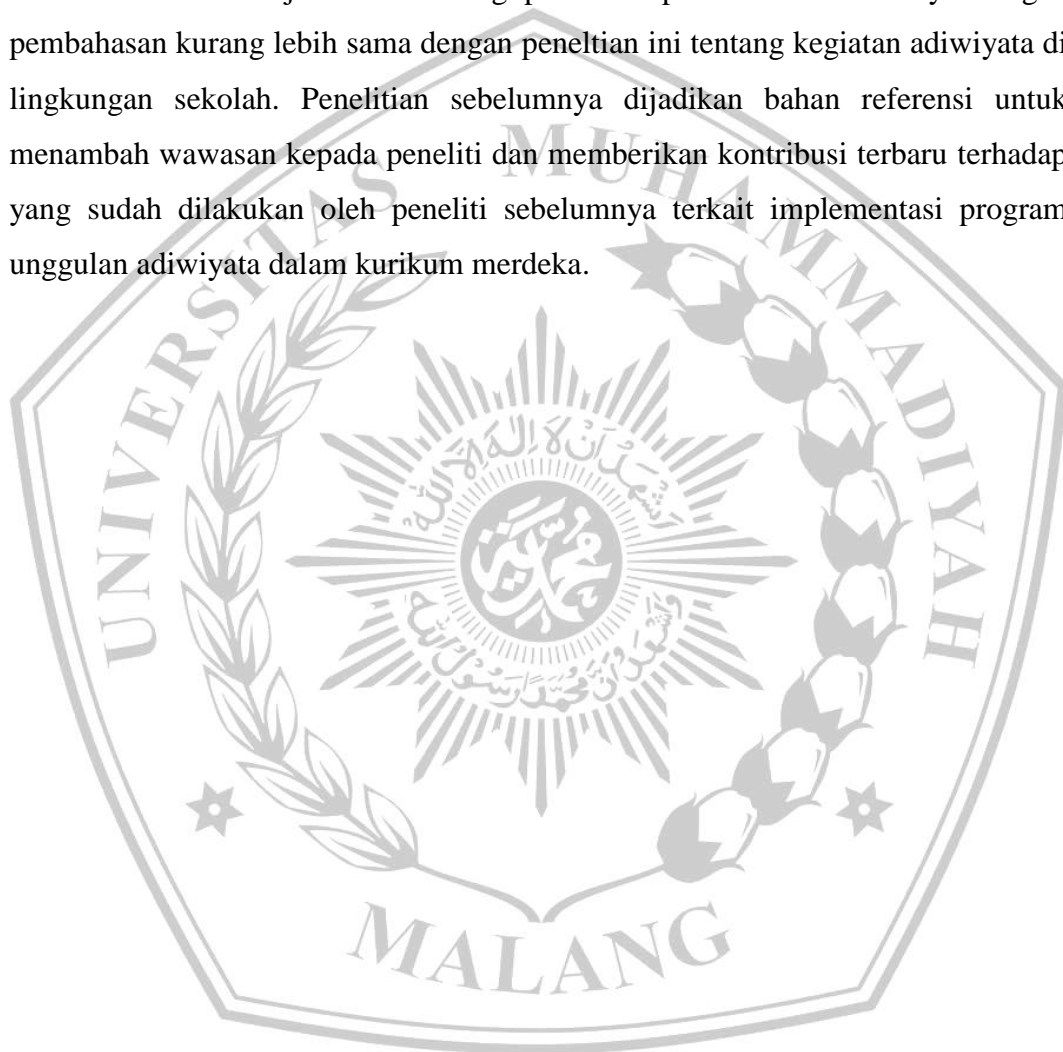 pembahasan kurang lebih sama dengan peneltian ini tentang kegiatan adiwiyata di
lingkungan sekolah. Penelitian sebelumnya dijadikan bahan referensi untuk
menambah wawasan kepada peneliti dan memberikan kontribusi terbaru terhadap
yang sudah dilakukan oleh peneliti sebelumnya terkait implementasi program
unggulan adiwiyata dalam kurikum merdeka.
UNIVERSITAS MUHAMMADIYAH
MALANG